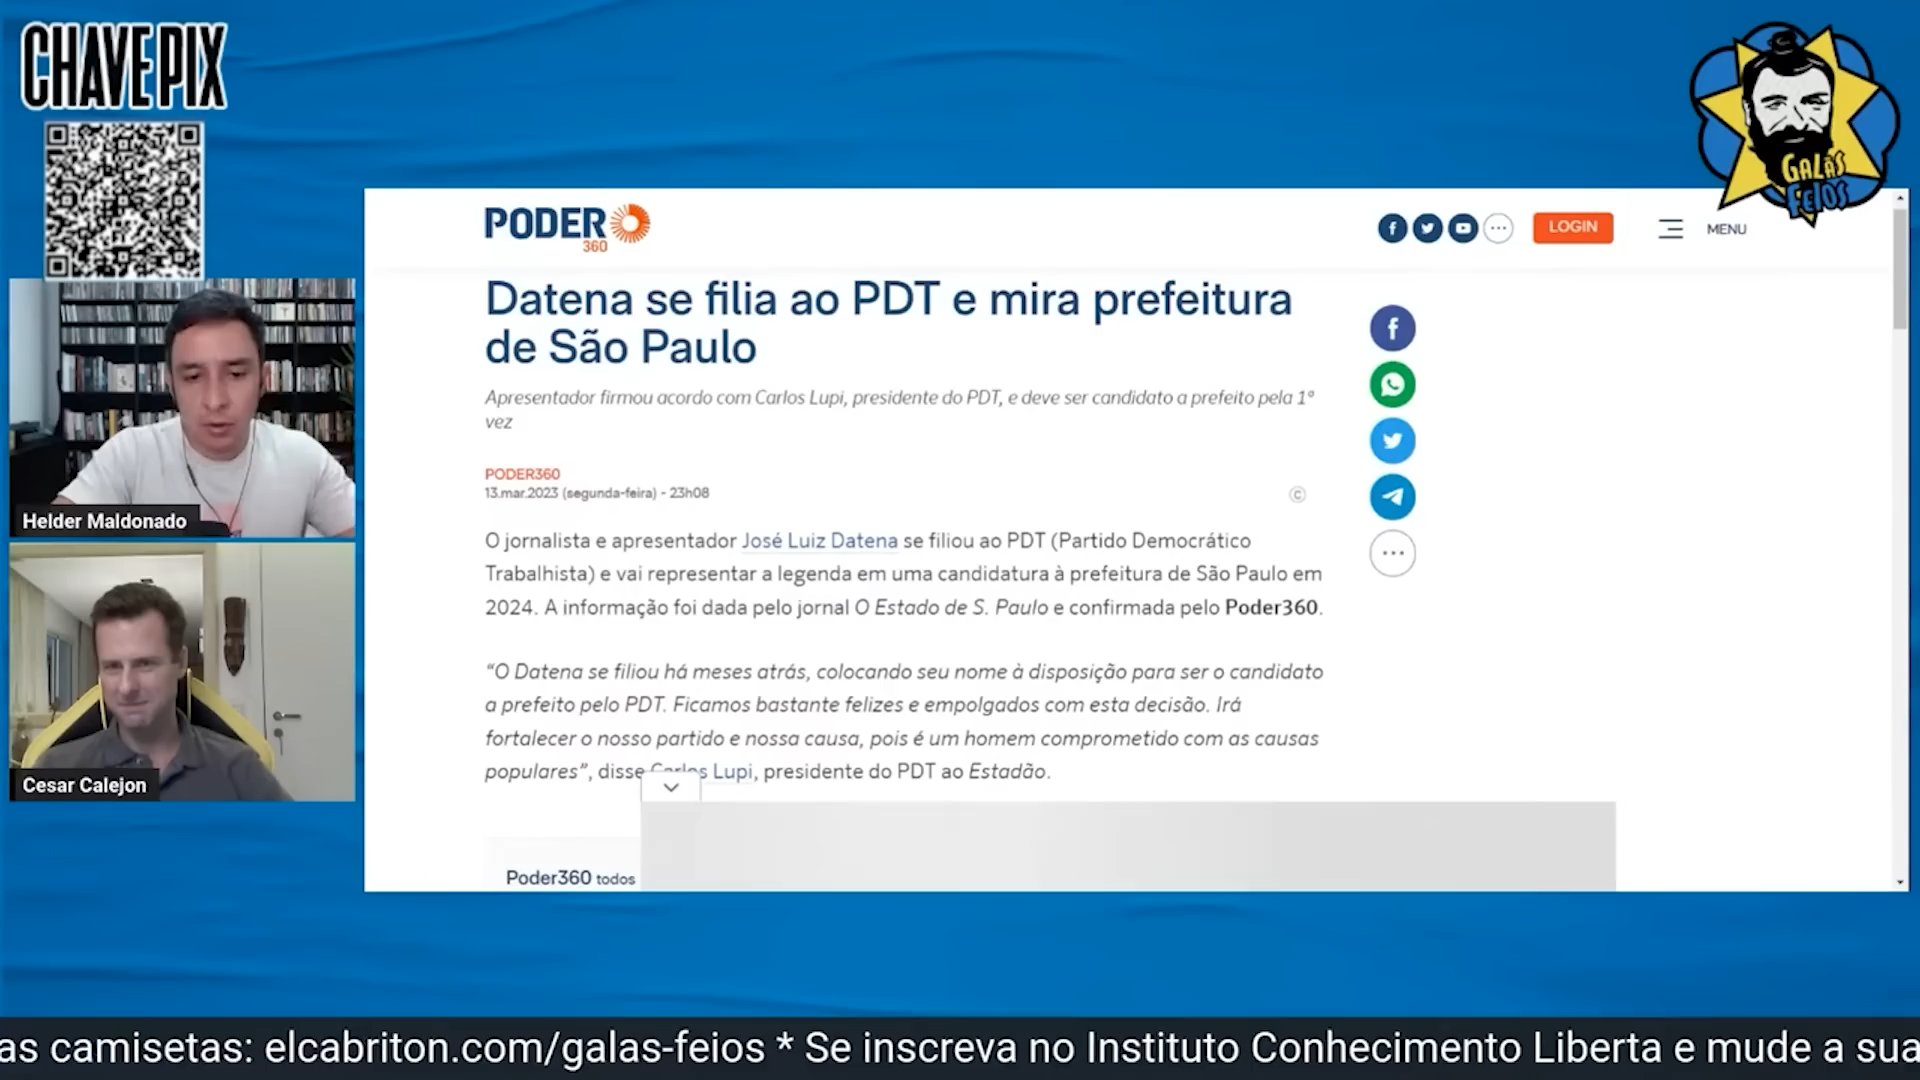 CHAVE PIX
GALÃS
FEIOS
PODER
360
LOGIN
MENU
Datena se filia ao PDT e mira prefeitura
de São Paulo
Apresentador firmou acordo com Carlos Lupi, presidente do PDT, e deve ser candidato a prefeito pela 1ª
vez
PODER360
13.mar.2023 (segunda-feira) - 23h08
O jornalista e apresentador José Luiz Datena se filiou ao PDT (Partido Democrático
Trabalhista) e vai representar a legenda em uma candidatura à prefeitura de São Paulo em
2024. A informação foi dada pelo jornal O Estado de S. Paulo e confirmada pelo Poder360.
“O Datena se filiou há meses atrás, colocando seu nome à disposição para ser o candidato
a prefeito pelo PDT. Ficamos bastante felizes e empolgados com esta decisão. Irá
fortalecer o nosso partido e nossa causa, pois é um homem comprometido com as causas
populares”, disse Carlos Lupi, presidente do PDT ao Estadão.
Poder360 todos
Helder Maldonado
Cesar Calejon
as camisetas: elcabriton.com/galas-feios * Se inscreva no Instituto Conhecimento Liberta e mude a sua